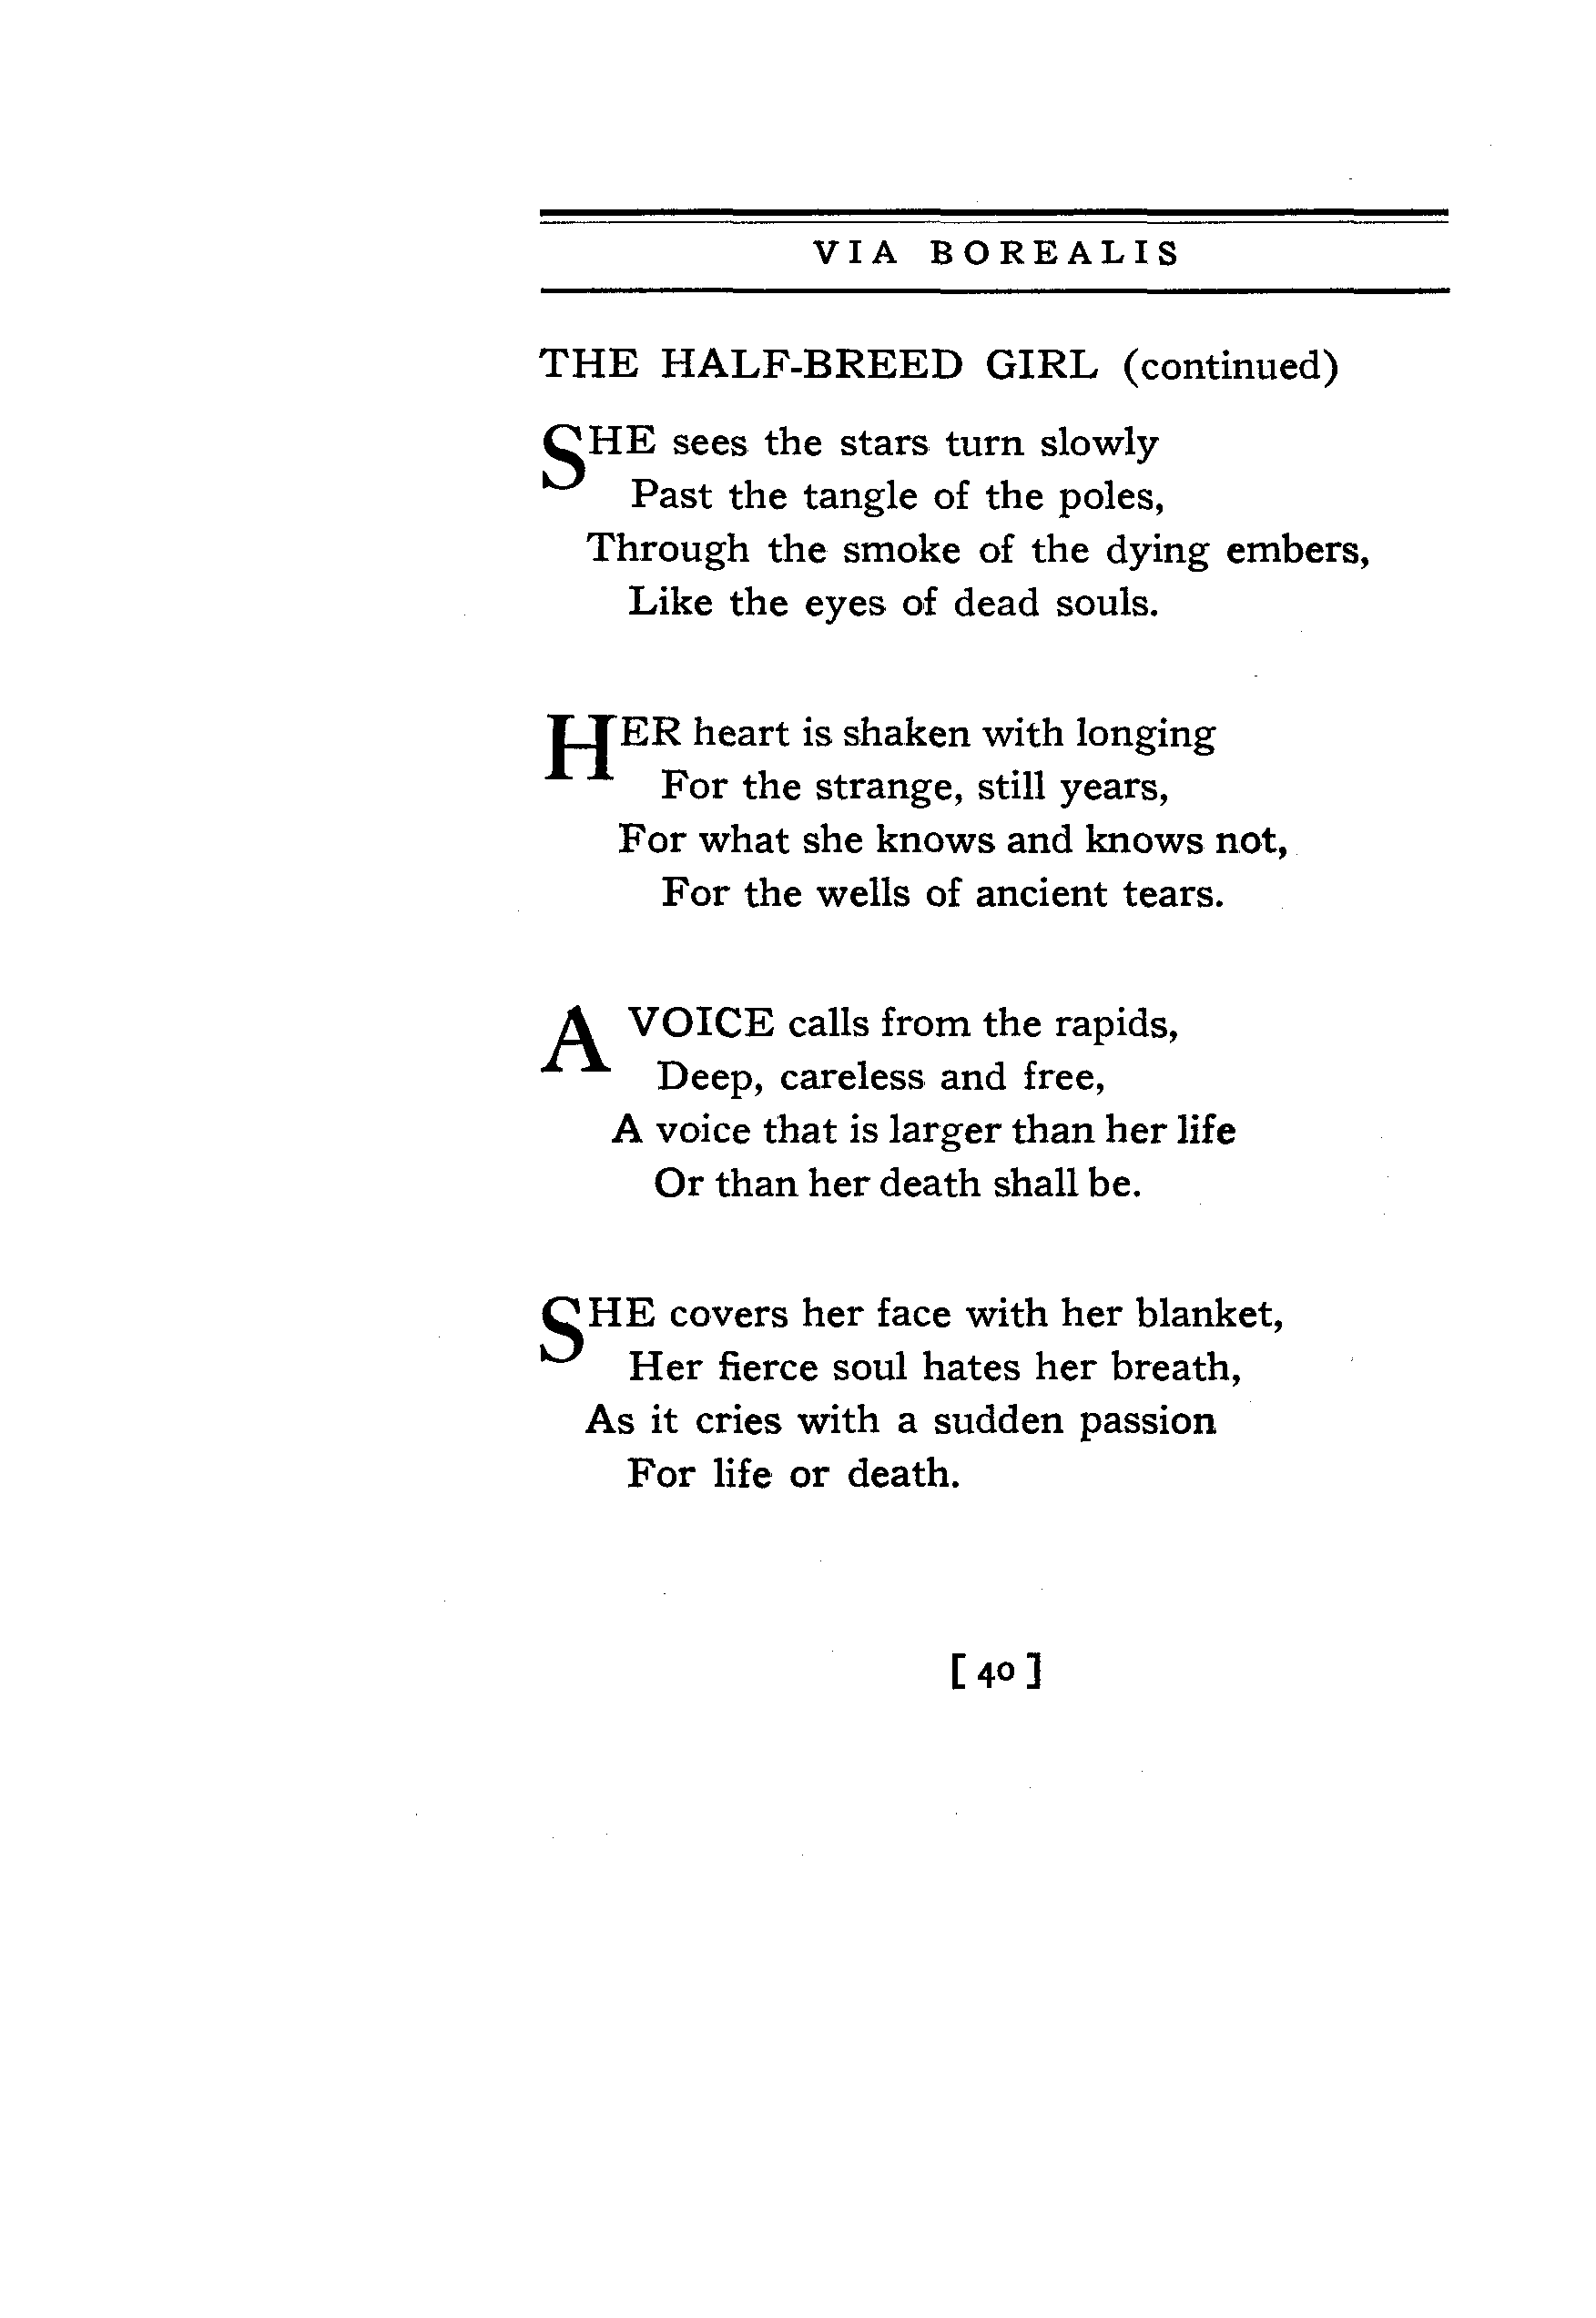 VIA BOREALIS
THE HALF-BREED GIRL (continued)
SHE sees the stars turn slowly
Past the tangle of the poles,
Through the smoke of the dying embers,
Like the eyes of dead souls.
HER heart is shaken with longing
For the strange, still years,
For what she knows and knows not,
For the wells of ancient tears.
A VOICE calls from the rapids,
Deep, careless and free,
A voice that is larger than her life
Or than her death shall be.
SHE covers her face with her blanket,
Her fierce soul hates her breath,
As it cries with a sudden passion
For life or death.
[ 40 ]